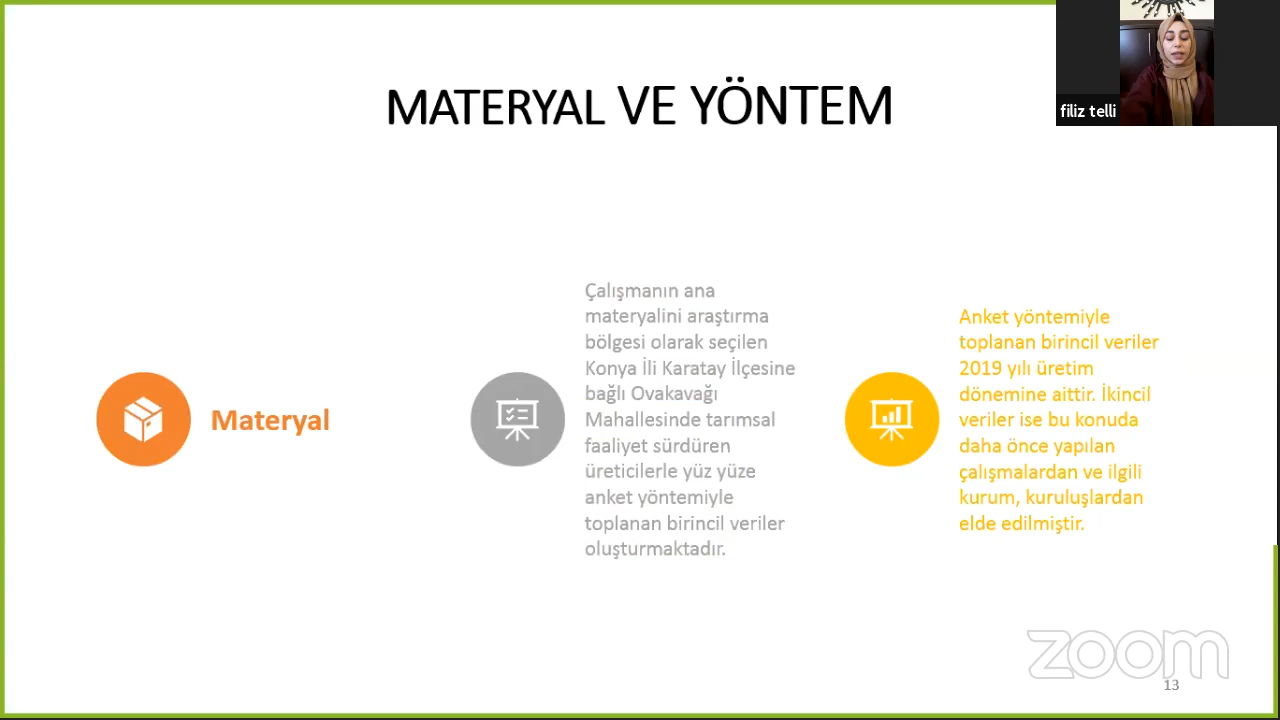 MATERYAL VE YÖNTEM
filiz telli
Materyal
Çalışmanın ana
materyalini araştırma
bölgesi olarak seçilen
Konya İli Karatay İlçesine
bağlı Ovakavağı
Mahallesinde tarımsal
faaliyet sürdüren
üreticilerle yüz yüze
anket yöntemiyle
toplanan birincil veriler
oluşturmaktadır.
Anket yöntemiyle
toplanan birincil veriler
2019 yılı üretim
dönemine aittir. İkincil
veriler ise bu konuda
daha önce yapılan
çalışmalardan ve ilgili
kurum, kuruluşlardan
elde edilmiştir.
zoom
13